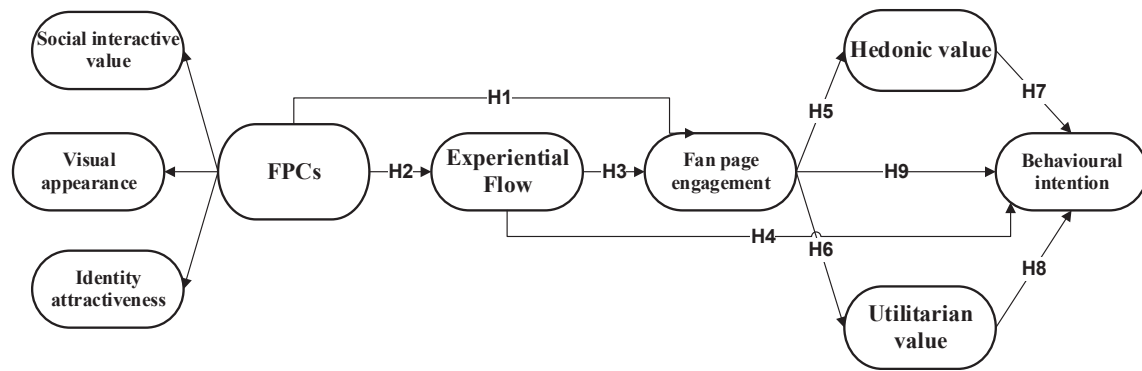 Social interactive
value
Hedonic value
H1
H5
H7
Visual
appearance
FPCs
H2
Experiential
Flow
H3
Fan page
engagement
H9
Behavioural
intention
H4
H6
H8
Identity
attractiveness
Utilitarian
value